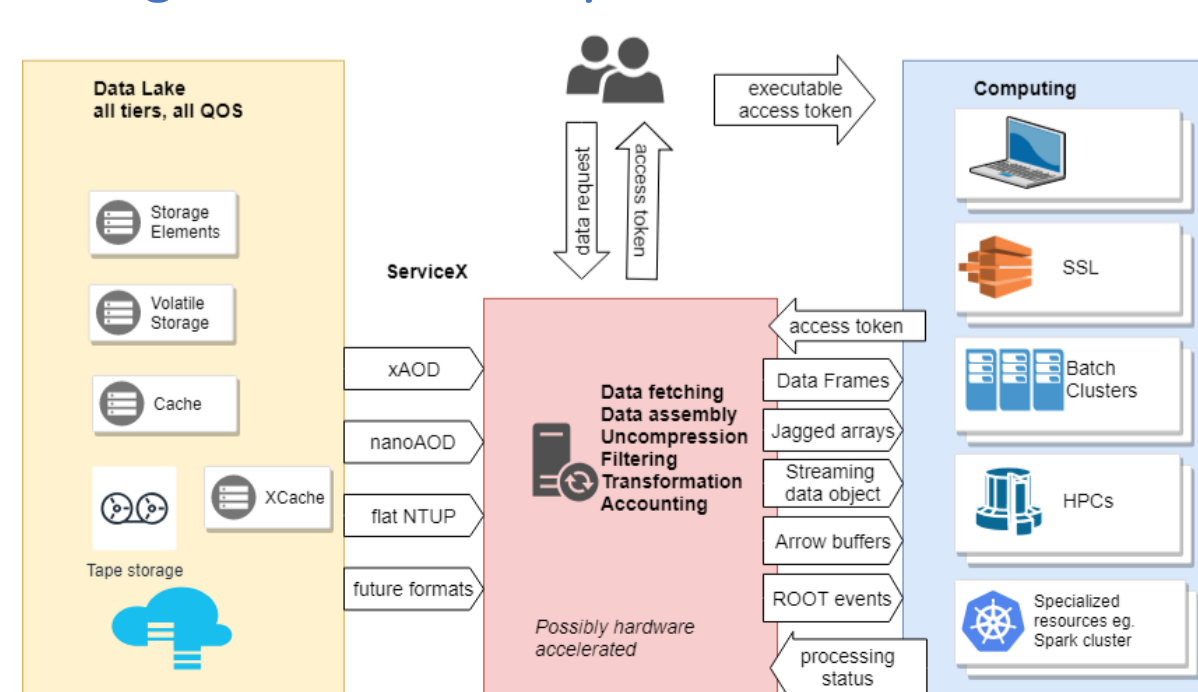 Data Lake
all tiers, all QOS
Storage
Elements
Volatile
Storage
Cache
XCache
Tape storage
ServiceX
xAOD
nanoAOD
flat NTUP
future formats
data request
access token
executable
access token
Data fetching
Data assembly
Uncompression
Filtering
Transformation
Accounting
Possibly hardware
accelerated
access token
Data Frames
Jagged arrays
Streaming
data object
Arrow buffers
ROOT events
processing
status
Computing
SSL
Batch
Clusters
HPCs
Specialized
resources eg.
Spark cluster